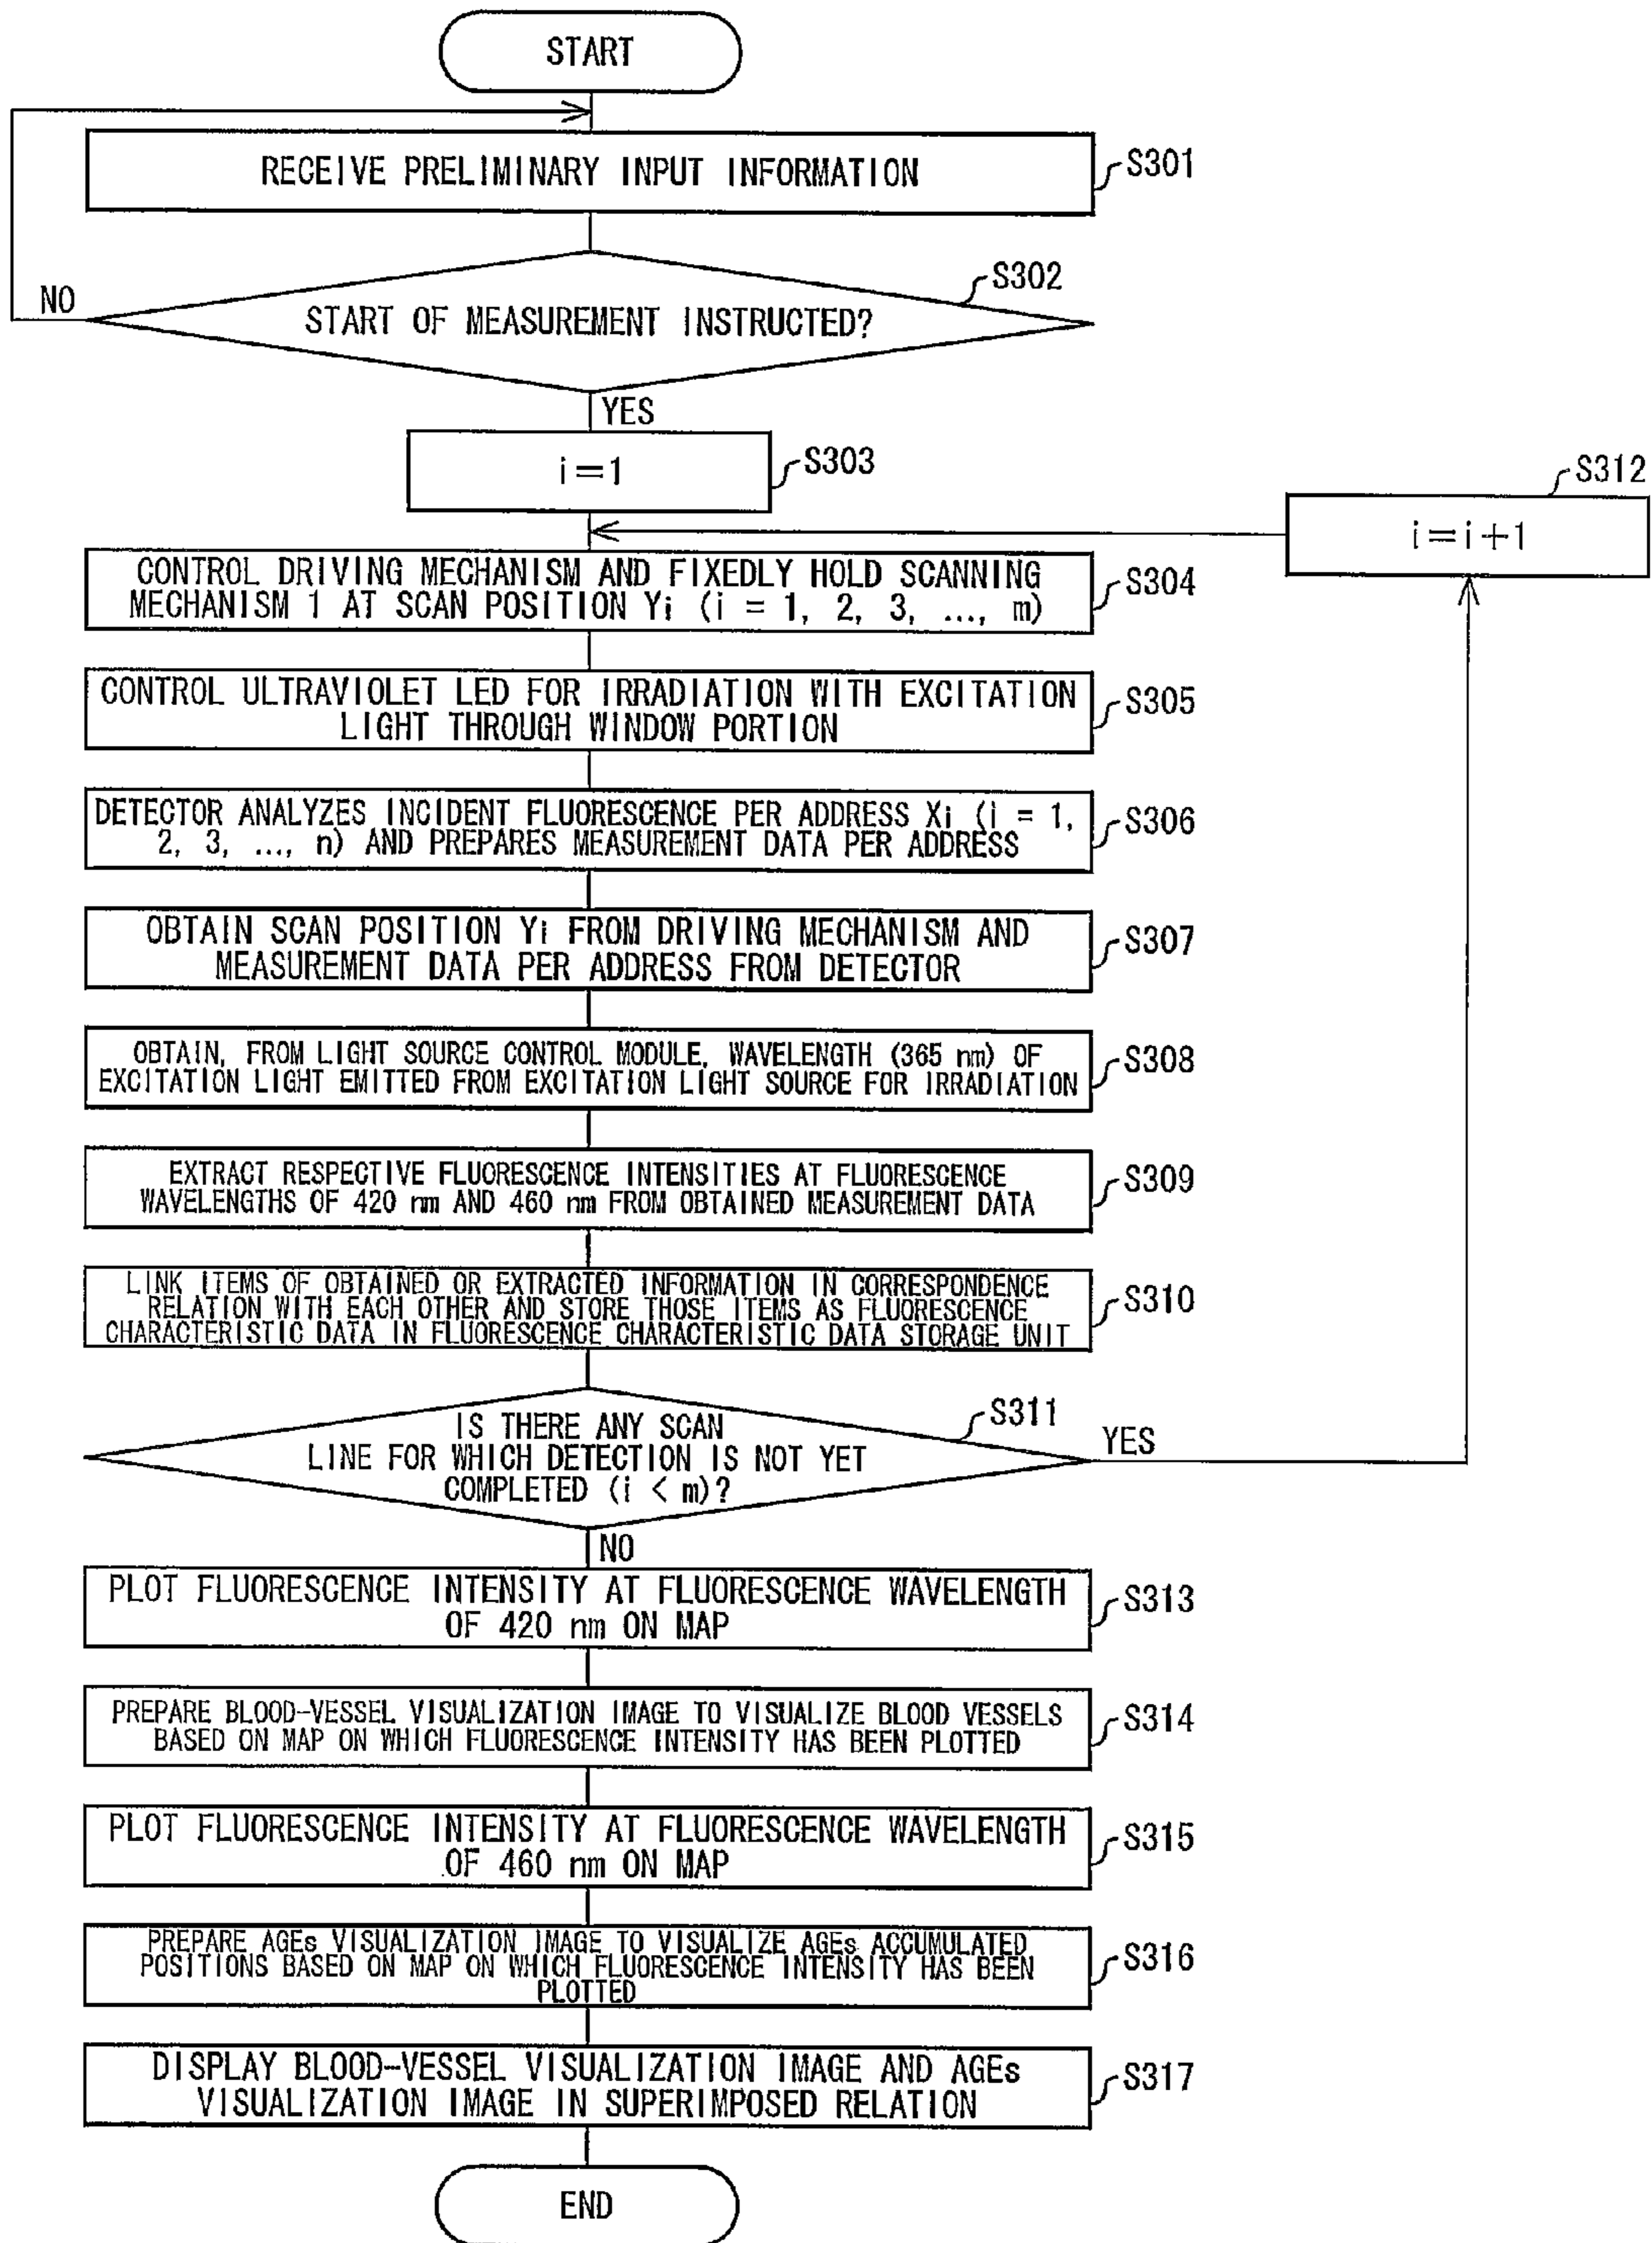 START
RECEIVE PRELIMINARY INPUT INFORMATION
S301
S302
NO
START OF MEASUREMENT INSTRUCTED?
YES
i=1
S303
S312
i=i+1
CONTROL DRIVING MECHANISM AND FIXEDLY HOLD SCANNING
MECHANISM 1 AT SCAN POSITION Yi (i = 1, 2, 3, ..., m)
S304
CONTROL ULTRAVIOLET LED FOR IRRADIATION WITH EXCITATION
LIGHT THROUGH WINDOW PORTION
S305
DETECTOR ANALYZES INCIDENT FLUORESCENCE PER ADDRESS Xi (i = 1,
2, 3, ..., n) AND PREPARES MEASUREMENT DATA PER ADDRESS
S306
OBTAIN SCAN POSITION Yi FROM DRIVING MECHANISM AND
MEASUREMENT DATA PER ADDRESS FROM DETECTOR
S307
OBTAIN, FROM LIGHT SOURCE CONTROL MODULE, WAVELENGTH (365 nm) OF
EXCITATION LIGHT EMITTED FROM EXCITATION LIGHT SOURCE FOR IRRADIATION
S308
EXTRACT RESPECTIVE FLUORESCENCE INTENSITIES AT FLUORESCENCE
WAVELENGTHS OF 420 nm AND 460 nm FROM OBTAINED MEASUREMENT DATA
S309
LINK ITEMS OF OBTAINED OR EXTRACTED INFORMATION IN CORRESPONDENCE
RELATION WITH EACH OTHER AND STORE THOSE ITEMS AS FLUORESCENCE
CHARACTERISTIC DATA IN FLUORESCENCE CHARACTERISTIC DATA STORAGE UNIT
S310
S311
IS THERE ANY SCAN
LINE FOR WHICH DETECTION IS NOT YET
COMPLETED (i < m)?
YES
NO
PLOT FLUORESCENCE INTENSITY AT FLUORESCENCE WAVELENGTH
OF 420 nm ON MAP
S313
PREPARE BLOOD-VESSEL VISUALIZATION IMAGE TO VISUALIZE BLOOD VESSELS
BASED ON MAP ON WHICH FLUORESCENCE INTENSITY HAS BEEN PLOTTED
S314
PLOT FLUORESCENCE INTENSITY AT FLUORESCENCE WAVELENGTH
OF 460 nm ON MAP
S315
PREPARE AGEs VISUALIZATION IMAGE TO VISUALIZE AGEs ACCUMULATED
POSITIONS BASED ON MAP ON WHICH FLUORESCENCE INTENSITY HAS BEEN
PLOTTED
S316
DISPLAY BLOOD-VESSEL VISUALIZATION IMAGE AND AGEs
VISUALIZATION IMAGE IN SUPERIMPOSED RELATION
S317
END